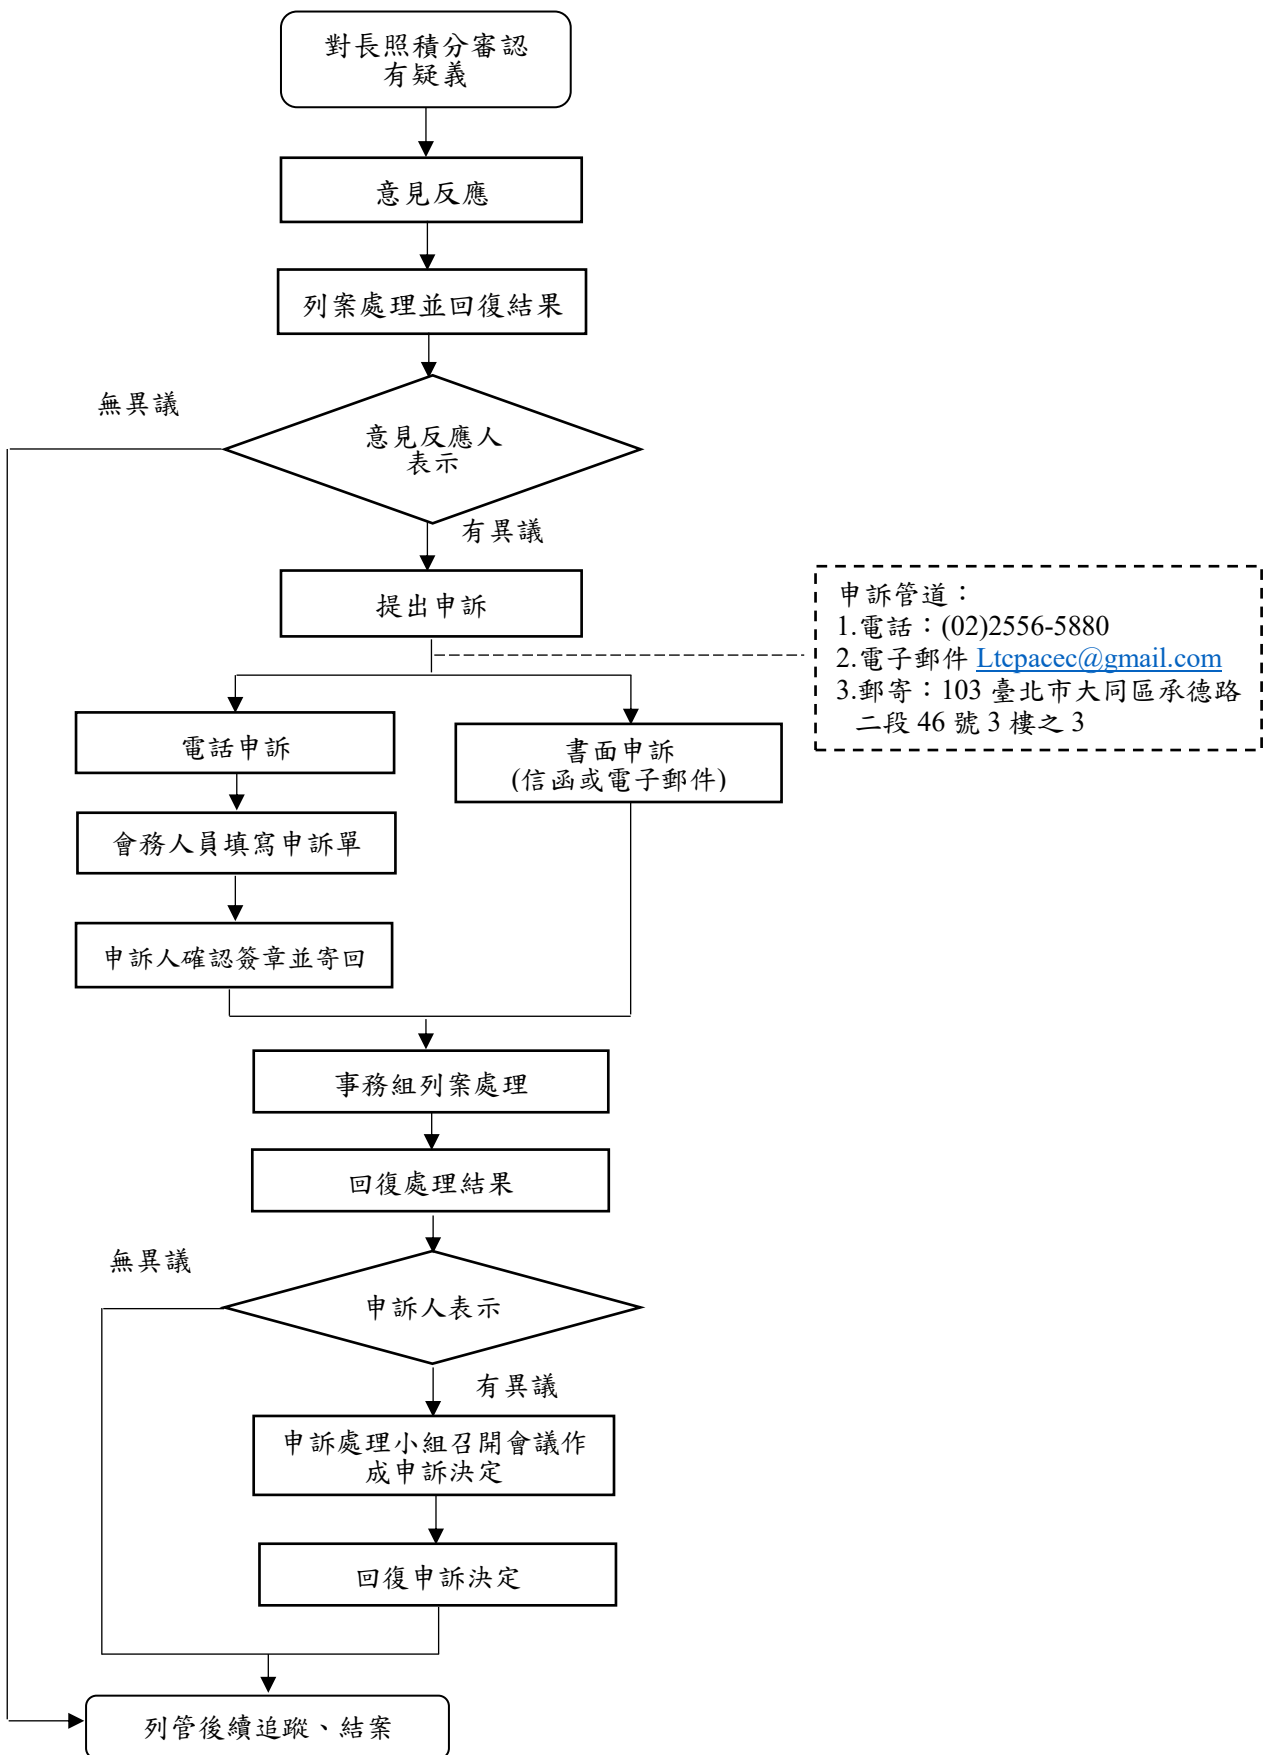 對長照積分審認
有疑義
意見反應
列案處理並回復結果
無異議
意見反應人
表示
有異議
提出申訴
申訴管道：
1.電話：(02)2556-5880
2.電子郵件 Ltcpacec@gmail.com
3.郵寄：103 臺北市大同區承德路
二段 46 號 3 樓之 3
電話申訴
書面申訴
(信函或電子郵件)
會務人員填寫申訴單
申訴人確認簽章並寄回
事務組列案處理
回復處理結果
無異議
申訴人表示
有異議
申訴處理小組召開會議作
成申訴決定
回復申訴決定
列管後續追蹤、結案